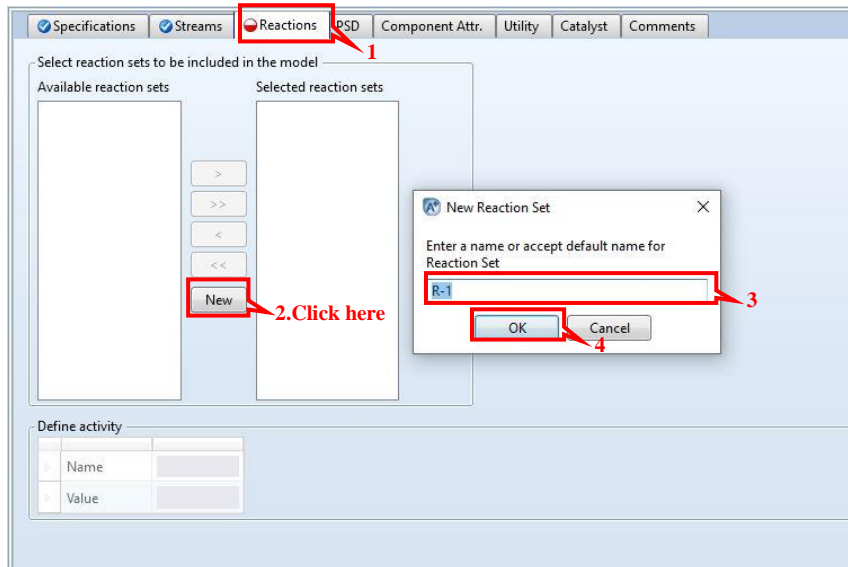 Specifications Streams Reactions PSD Component Attr. Utility Catalyst Comments
1
Select reaction sets to be included in the model
Available reaction sets Selected reaction sets
>
>>
<
<<
New
2.Click here
New Reaction Set
Enter a name or accept default name for
Reaction Set
R-1
3
OK Cancel
4
Define activity
Name
Value